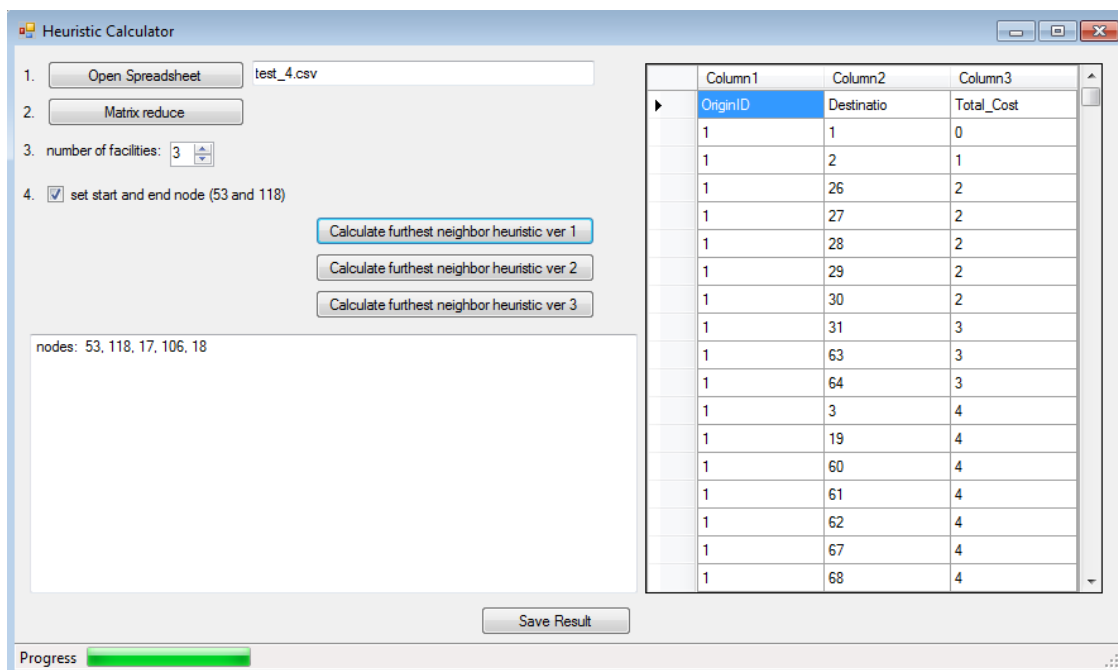 Heuristic Calculator
1. Open Spreadsheet test_4.csv
2. Matrix reduce
3. number of facilities: 3
4. set start and end node (53 and 118)
Calculate furthest neighbor heuristic ver 1
Calculate furthest neighbor heuristic ver 2
Calculate furthest neighbor heuristic ver 3
nodes: 53, 118, 17, 106, 18
Column1 Column2 Column3
OriginID Destinatio Total_Cost
1 1 0
1 2 1
1 26 2
1 27 2
1 28 2
1 29 2
1 30 2
1 31 3
1 63 3
1 64 3
1 3 4
1 19 4
1 60 4
1 61 4
1 62 4
1 67 4
1 68 4
Save Result
Progress